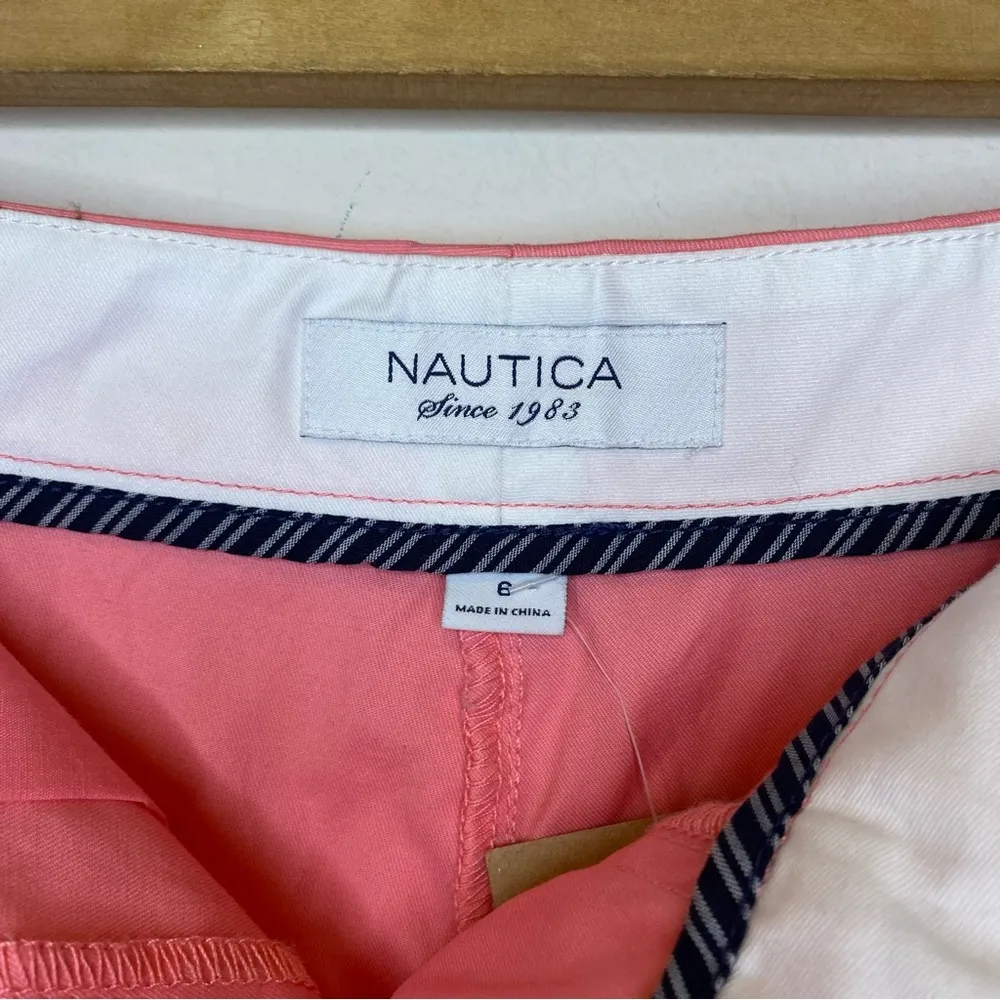 NAUTICA
Since 1983
6
MADE IN CHINA